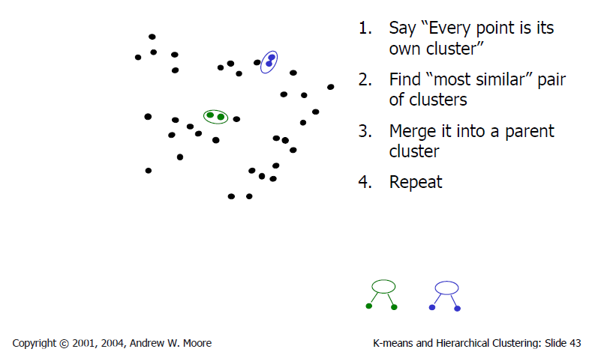 1. Say “Every point is its
own cluster”
2. Find “most similar” pair
of clusters
3. Merge it into a parent
cluster
4. Repeat
Copyright © 2001, 2004, Andrew W. Moore
K-means and Hierarchical Clustering: Slide 43